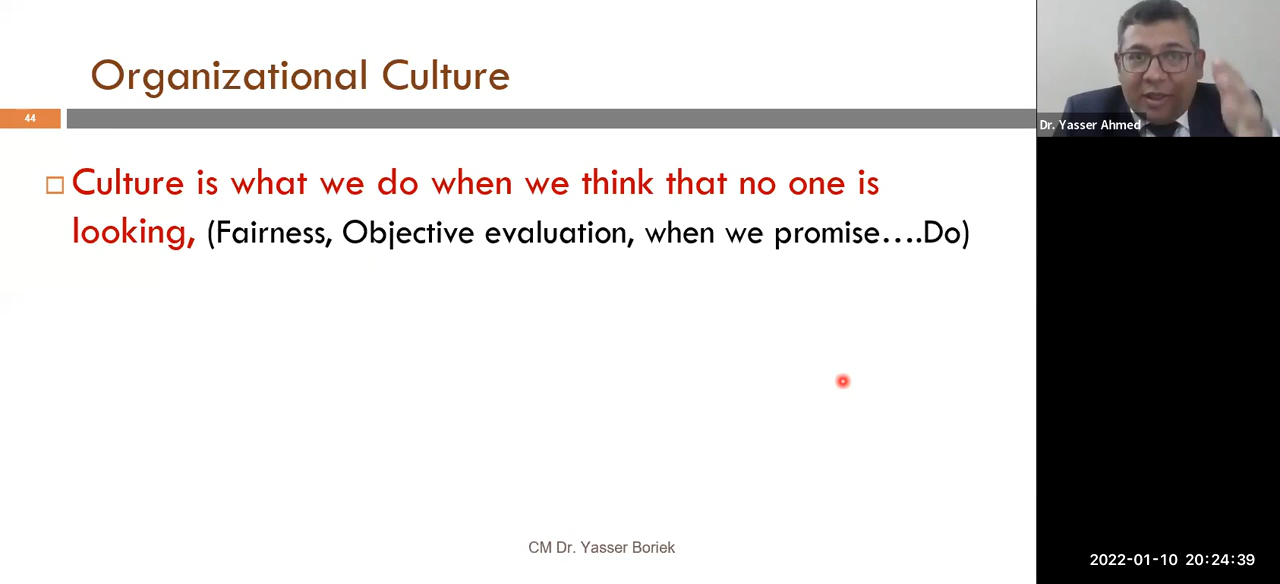 Organizational Culture
44
Culture is what we do when we think that no one is
looking, (Fairness, Objective evaluation, when we promise….Do)
CM Dr. Yasser Boriek
Dr. Yasser Ahmed
2022-01-10 20:24:39